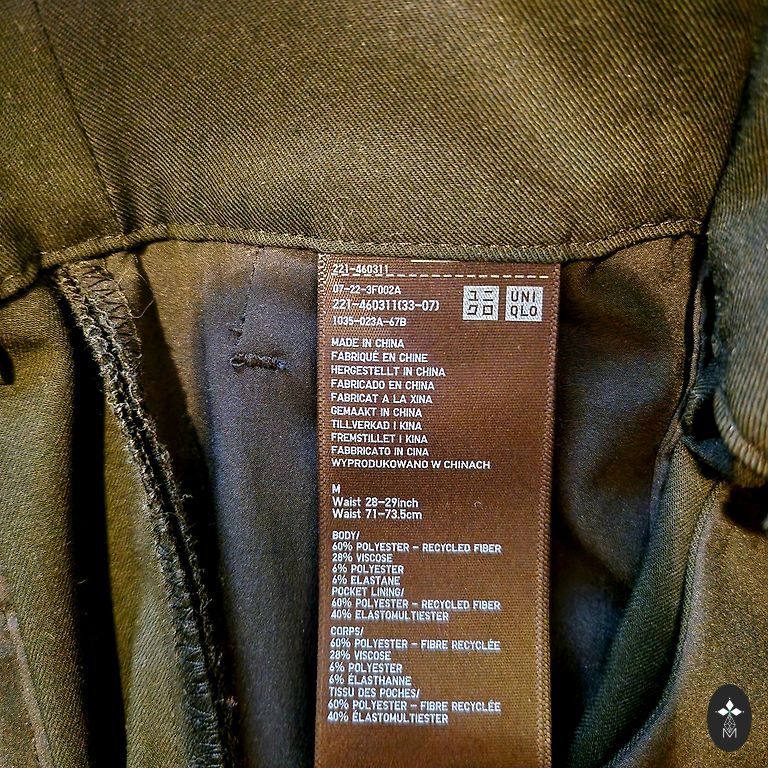 221-460311
07-22-3F002A
221-460311(33-07)
1035-023A-67B
ユニ
クロ
UNI
QLO
MADE IN CHINA
FABRIQUÉ EN CHINE
HERGESTELLT IN CHINA
FABRICADO EN CHINA
FABRICAT A LA XINA
GEMAAKT IN CHINA
TILLVERKAD I KINA
FREMSTILLET I KINA
FABBRICATO IN CINA
WYPRODUKOWANO W CHINACH
M
Waist 28-29inch
Waist 71-73.5cm
BODY/
60% POLYESTER - RECYCLED FIBER
28% VISCOSE
6% POLYESTER
6% ELASTANE
POCKET LINING/
60% POLYESTER - RECYCLED FIBER
40% ELASTOMULTIESTER
CORPS/
60% POLYESTER - FIBRE RECYCLÉE
28% VISCOSE
6% POLYESTER
6% ÉLASTHANNE
TISSU DES POCHES/
60% POLYESTER - FIBRE RECYCLÉE
40% ÉLASTOMULTIESTER
M